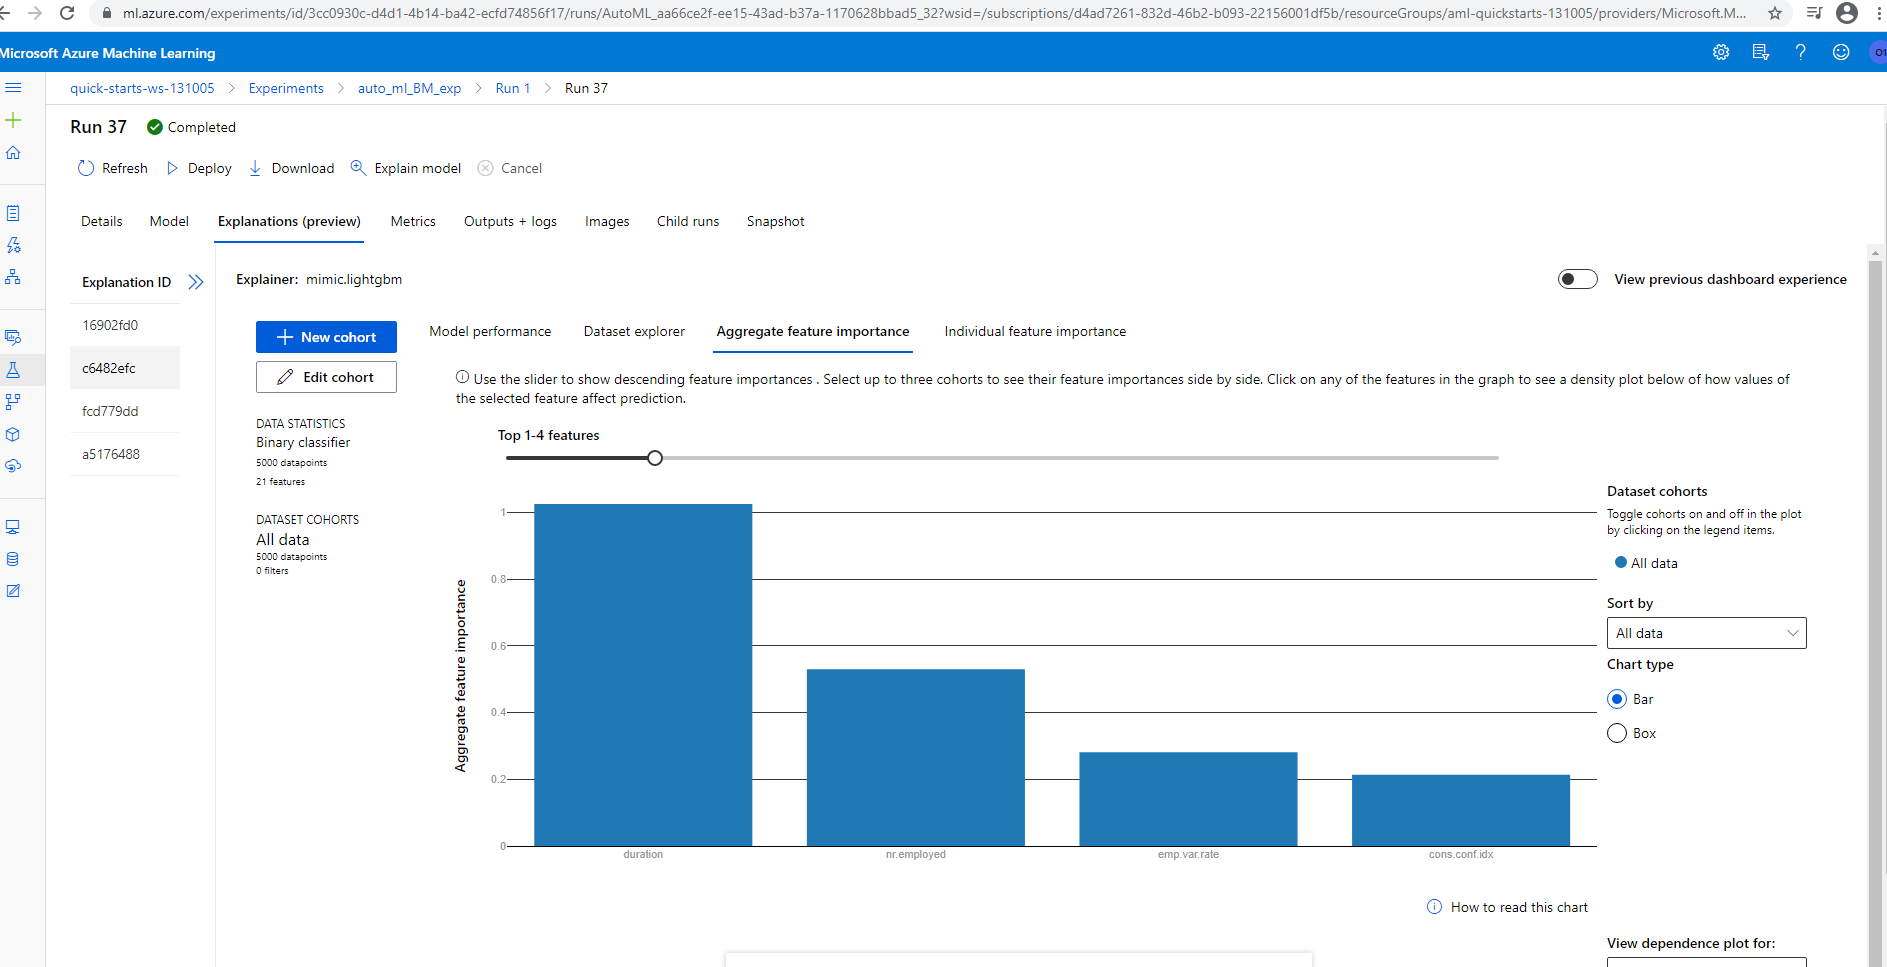 ml.azure.com/experiments/id/3cc0930c-d4d1-4b14-ba42-ecfd74856f17/runs/AutoML_aa66ce2f-ee15-43ad-b37a-1170628bbad5_32?wsid=/subscriptions/d4ad7261-832d-46b2-b093-22156001df5b/resourceGroups/aml-quickstarts-131005/providers/Microsoft.M...
Microsoft Azure Machine Learning
quick-starts-ws-131005 > Experiments > auto_ml_BM_exp > Run 1 > Run 37
Run 37 Completed
Refresh Deploy Download Explain model Cancel
Details Model Explanations (preview) Metrics Outputs + logs Images Child runs Snapshot
Explanation ID
16902fd0
c6482efc
fcd779dd
a5176488
Explainer: mimic.lightgbm
View previous dashboard experience
New cohort
Edit cohort
DATA STATISTICS
Binary classifier
5000 datapoints
21 features
DATASET COHORTS
All data
5000 datapoints
0 filters
Model performance Dataset explorer Aggregate feature importance Individual feature importance
Use the slider to show descending feature importances . Select up to three cohorts to see their feature importances side by side. Click on any of the features in the graph to see a density plot below of how values of
the selected feature affect prediction.
Top 1-4 features
Aggregate feature importance
1
0.8
0.6
0.4
0.2
0
duration nr.employed emp.var.rate cons.conf.idx
Dataset cohorts
Toggle cohorts on and off in the plot
by clicking on the legend items.
All data
Sort by
All data
Chart type
Bar
Box
How to read this chart
View dependence plot for: